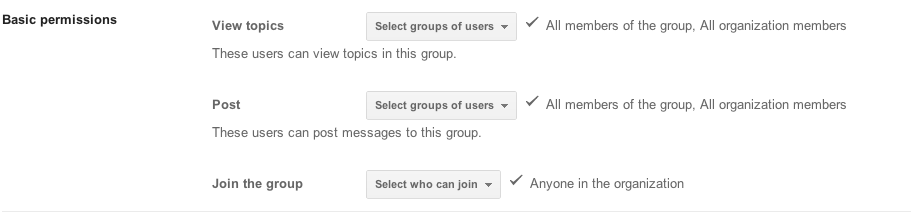 Basic permissions
View topics Select groups of users All members of the group, All organization members
These users can view topics in this group.
Post Select groups of users All members of the group, All organization members
These users can post messages to this group.
Join the group Select who can join Anyone in the organization